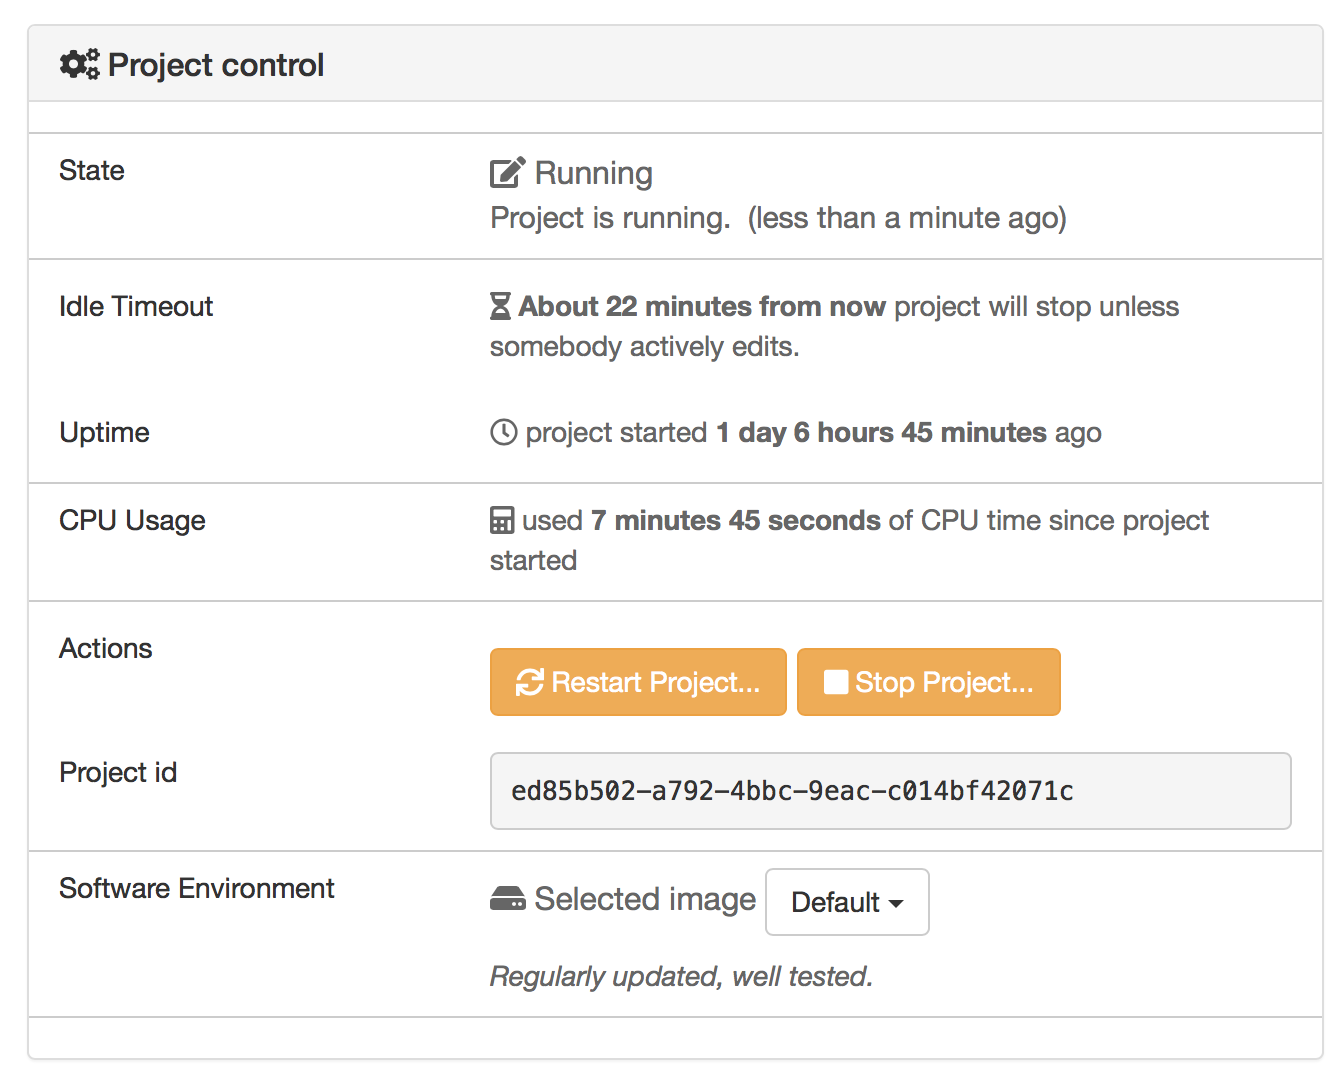 Project control
State
Running
Project is running.  (less than a minute ago)
Idle Timeout
About 22 minutes from now project will stop unless
somebody actively edits.
Uptime
project started 1 day 6 hours 45 minutes ago
CPU Usage
used 7 minutes 45 seconds of CPU time since project
started
Actions
Restart Project...
Stop Project...
Project id
ed85b502-a792-4bbc-9eac-c014bf42071c
Software Environment
Selected image
Default
Regularly updated, well tested.